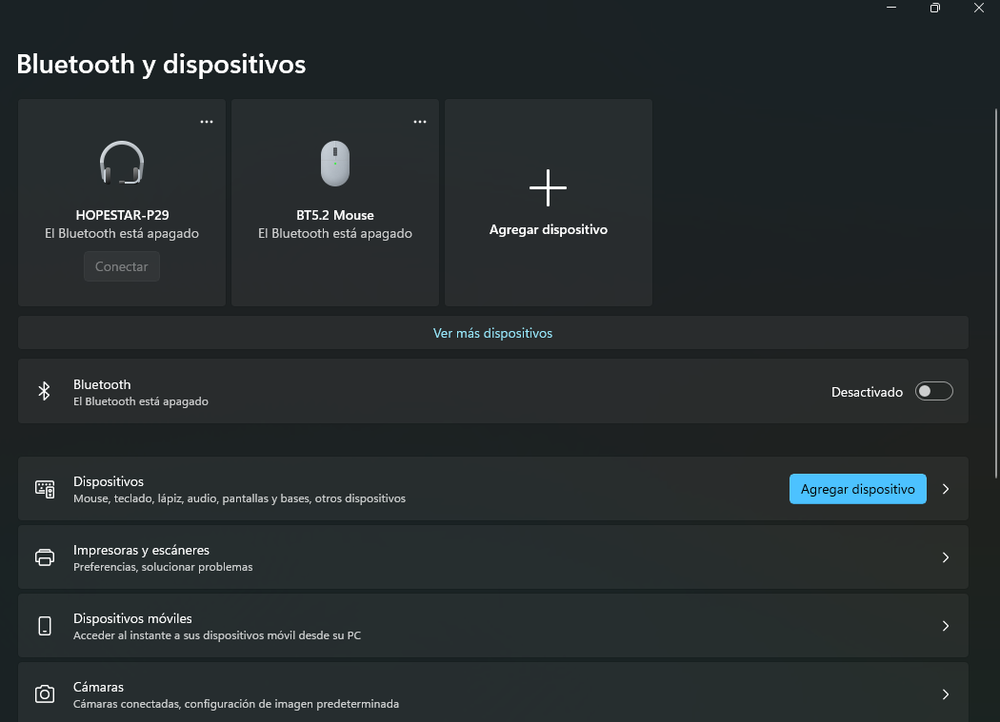 Bluetooth y dispositivos
HOPESTAR-P29
El Bluetooth está apagado
Conectar
BT5.2 Mouse
El Bluetooth está apagado
Agregar dispositivo
Ver más dispositivos
Bluetooth
El Bluetooth está apagado
Desactivado
Dispositivos
Mouse, teclado, lápiz, audio, pantallas y bases, otros dispositivos
Agregar dispositivo
Impresoras y escáneres
Preferencias, solucionar problemas
Dispositivos móviles
Acceder al instante a sus dispositivos móvil desde su PC
Cámaras
Cámaras conectadas, configuración de imagen predeterminada